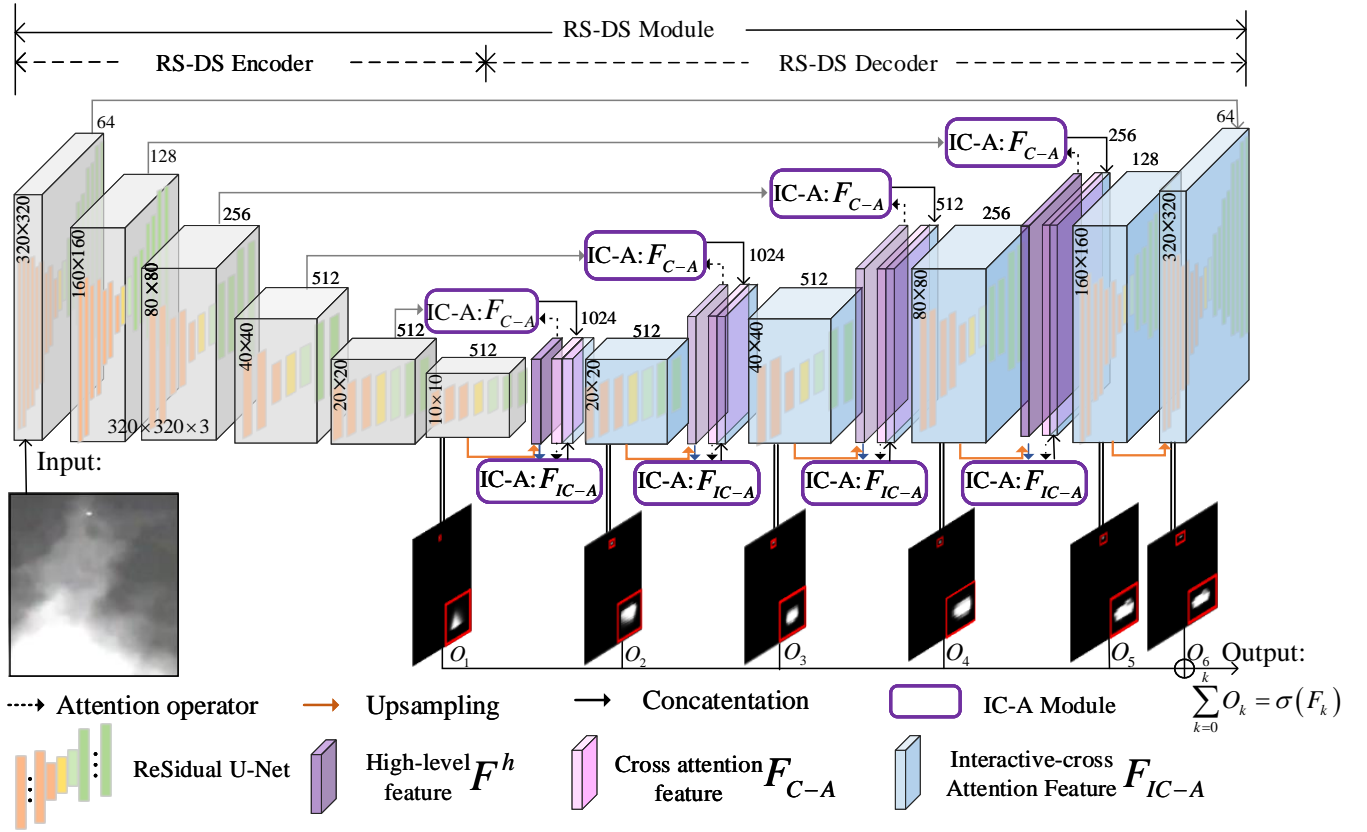 RS-DS Module
RS-DS Encoder
RS-DS Decoder
64
128
256
512
512
512
1024
512
1024
512
512
256
256
128
64
IC-A: F_{C-A}
IC-A: F_{C-A}
IC-A: F_{C-A}
IC-A: F_{C-A}
320×320
160×160
80×80
40×40
20×20
10×10
20×20
40×40
80×80
160×160
320×320
320×320×3
Input:
IC-A: F_{IC-A}
IC-A: F_{IC-A}
IC-A: F_{IC-A}
IC-A: F_{IC-A}
O_1
O_2
O_3
O_4
O_5
O_6
Output:
\sum_{k=0}^{k} O_k = σ(F_k)
Attention operator
Upsampling
Concatentation
IC-A Module
ReSidual U-Net
High-level feature F^h
Cross attention feature F_{C-A}
Interactive-cross Attention Feature F_{IC-A}